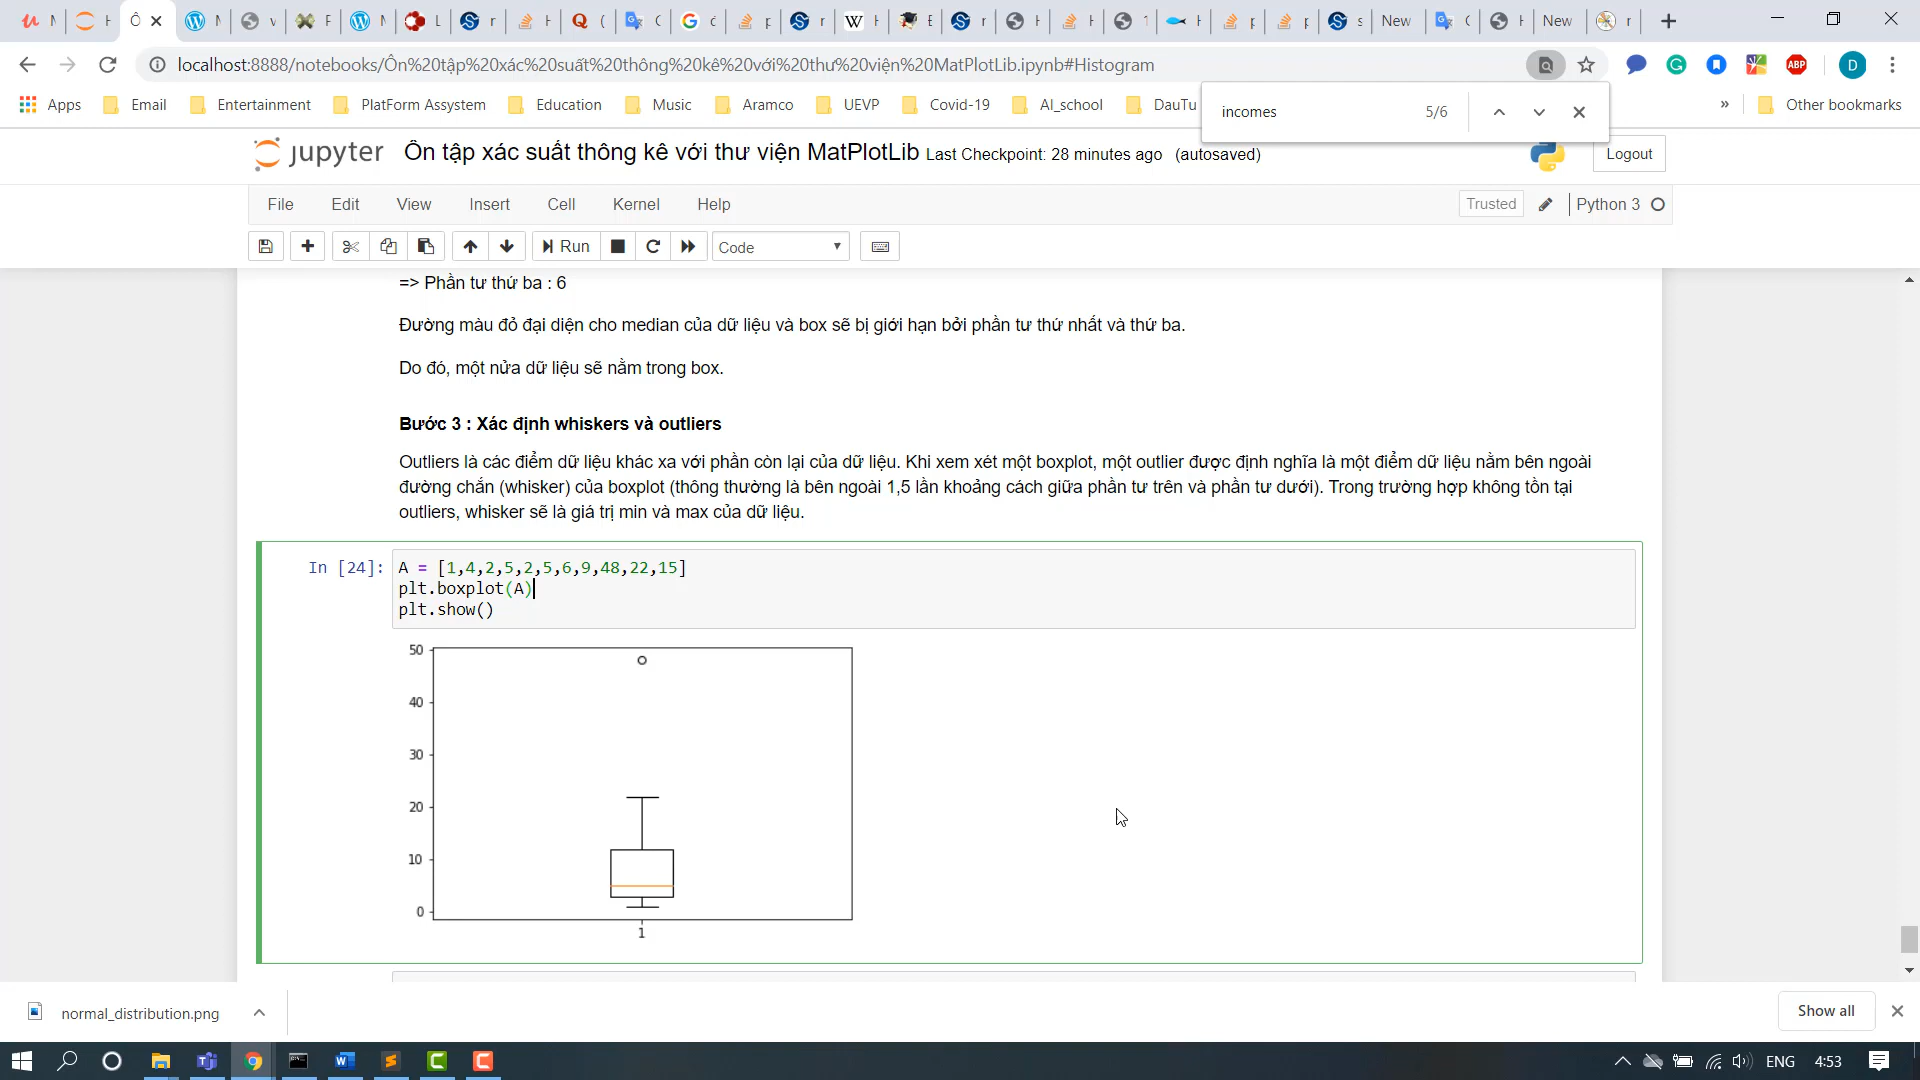 localhost:8888/notebooks/Ôn%20tập%20xác%20suất%20thông%20kê%20với%20thư%20viện%20MatPlotLib.ipynb#Histogram
Apps Email Entertainment PlatForm Assystem Education Music Aramco UEVP Covid-19 AI_school DauTu » Other bookmarks
incomes 5/6
jupyter Ôn tập xác suất thông kê với thư viện MatPlotLib Last Checkpoint: 28 minutes ago (autosaved)
Logout
File Edit View Insert Cell Kernel Help
Trusted Python 3
Run Code
=> Phần tư thứ ba : 6
Đường màu đỏ đại diện cho median của dữ liệu và box sẽ bị giới hạn bởi phần tư thứ nhất và thứ ba.
Do đó, một nửa dữ liệu sẽ nằm trong box.
Bước 3 : Xác định whiskers và outliers
Outliers là các điểm dữ liệu khác xa với phần còn lại của dữ liệu. Khi xem xét một boxplot, một outlier được định nghĩa là một điểm dữ liệu nằm bên ngoài
đường chắn (whisker) của boxplot (thông thường là bên ngoài 1,5 lần khoảng cách giữa phần tư trên và phần tư dưới). Trong trường hợp không tồn tại
outliers, whisker sẽ là giá trị min và max của dữ liệu.
In [24]:
A = [1,4,2,5,2,5,6,9,48,22,15]
plt.boxplot(A)
plt.show()
50
40
30
20
10
0
1
normal_distribution.png
Show all
ENG 4:53